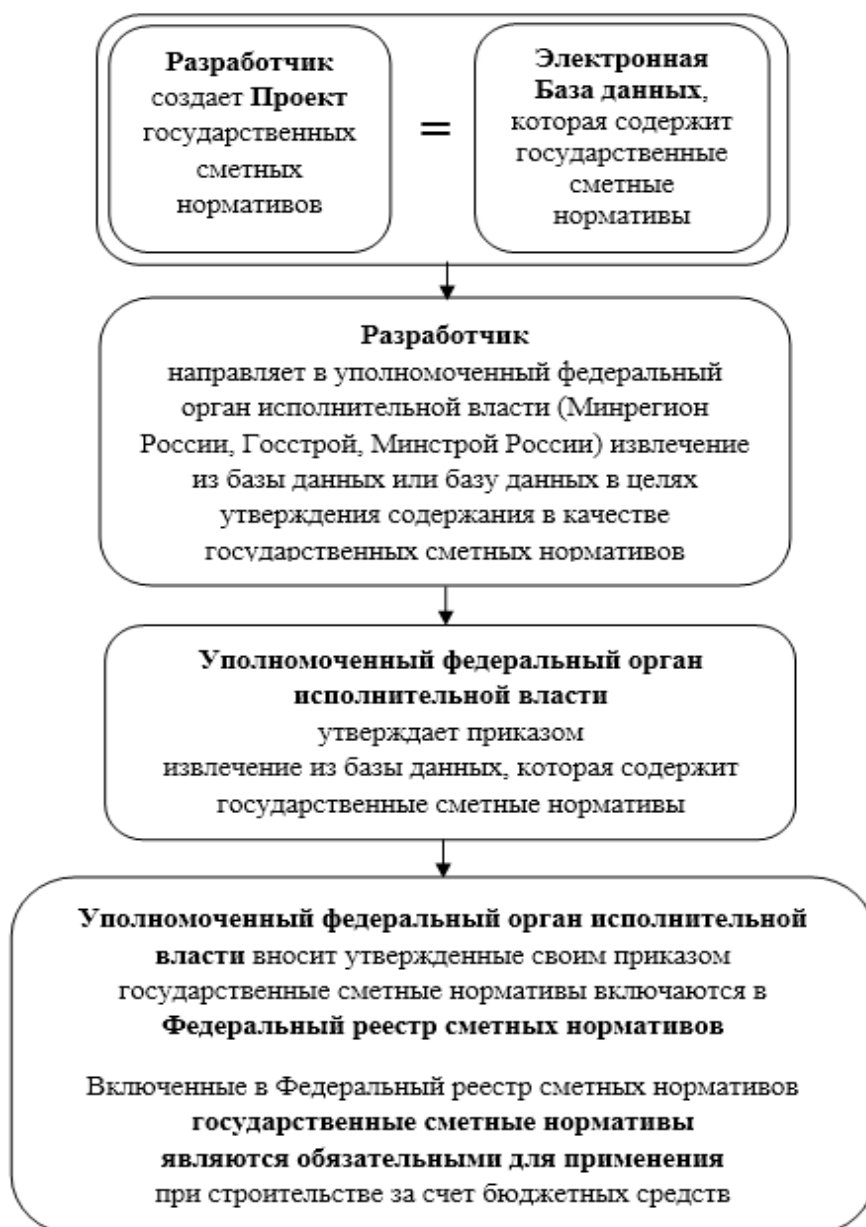 Разработчик
создает Проект
государственных
сметных
нормативов
=
Электронная
База данных,
которая содержит
государственные
сметные
нормативы
Разработчик
направляет в уполномоченный федеральный
орган исполнительной власти (Минрегион
России, Госстрой, Минстрой России) извлечение
из базы данных или базу данных в целях
утверждения содержания в качестве
государственных сметных нормативов
Уполномоченный федеральный орган
исполнительной власти
утверждает приказом
извлечение из базы данных, которая содержит
государственные сметные нормативы
Уполномоченный федеральный орган исполнительной
власти вносит утвержденные своим приказом
государственные сметные нормативы включаются в
Федеральный реестр сметных нормативов
Включенные в Федеральный реестр сметных нормативов
государственные сметные нормативы
являются обязательными для применения
при строительстве за счет бюджетных средств